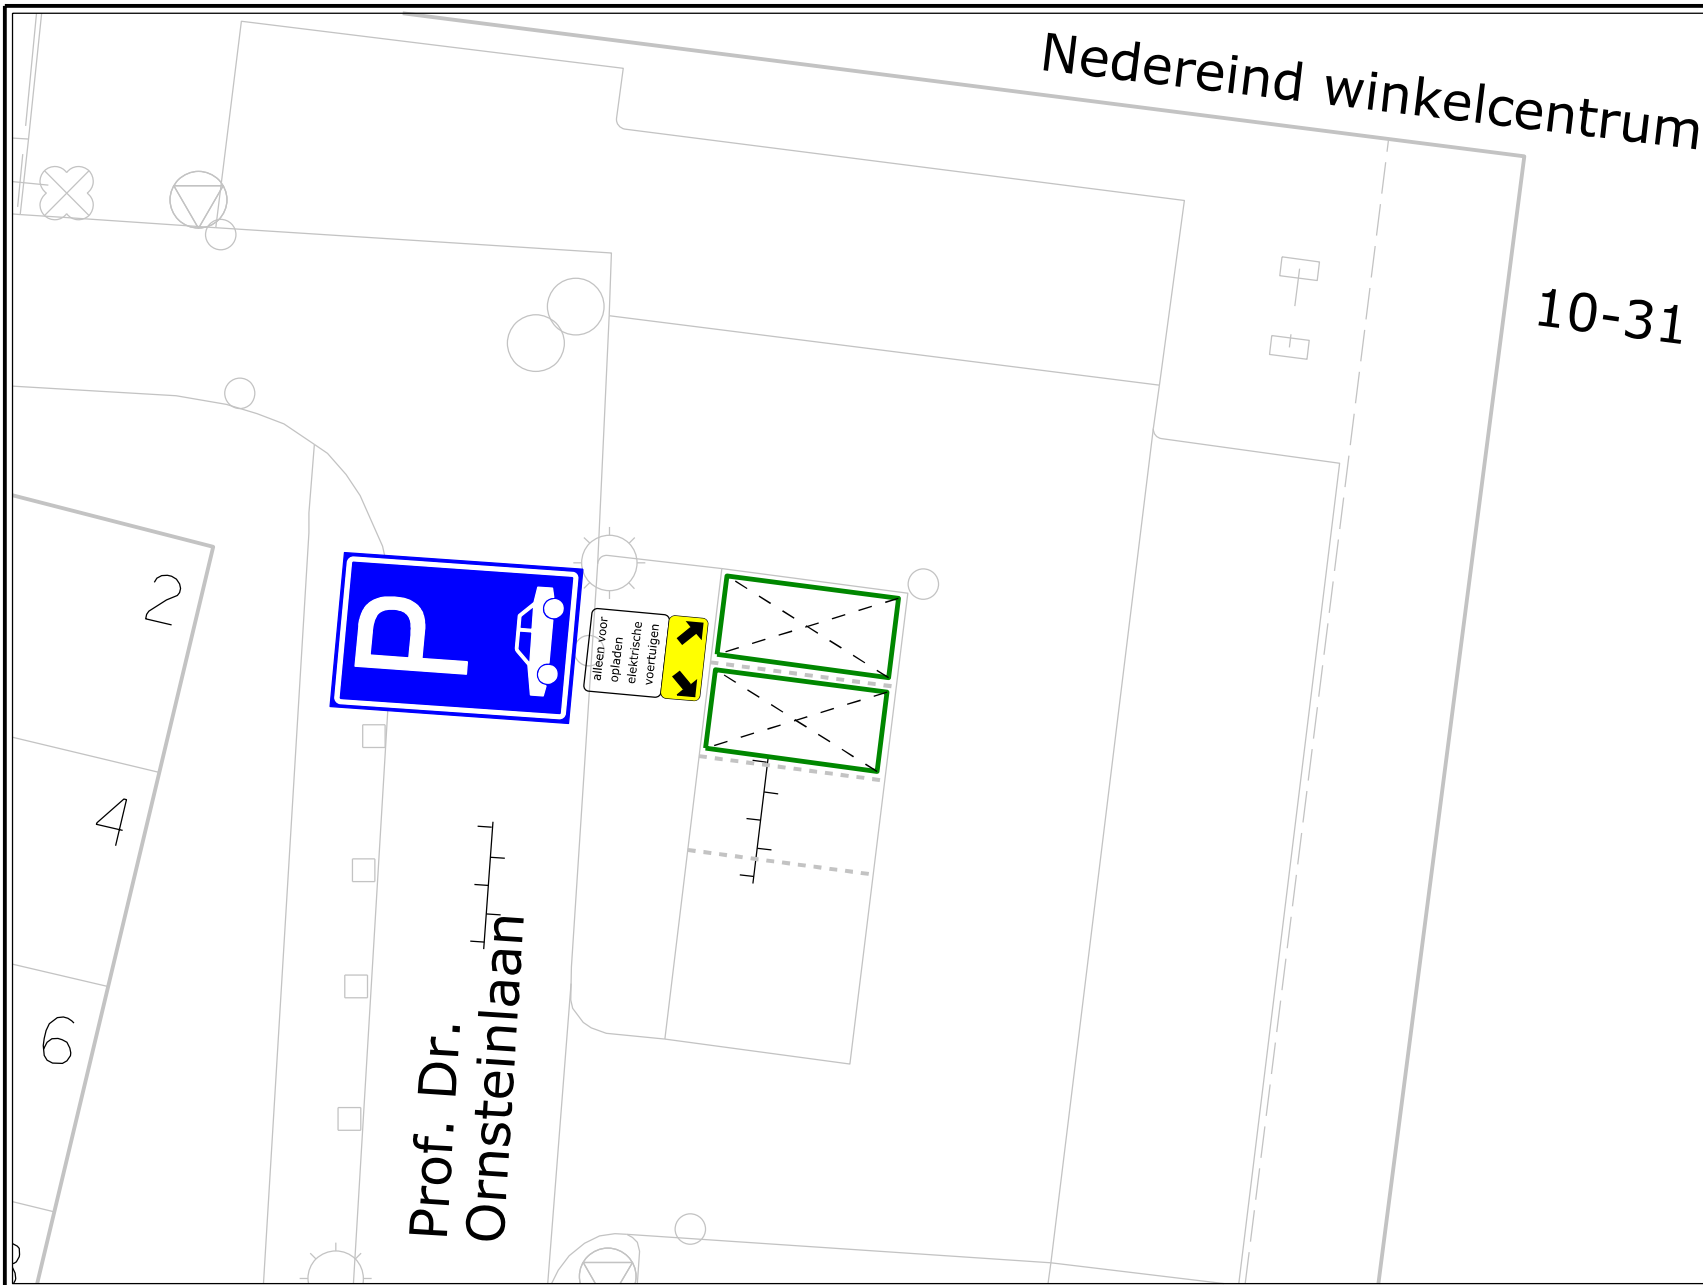 Nedereind winkelcentrum
10-31
2
4
6
P
alleen voor
opladen
elektrische
voertuigen
Prof. Dr.
Ornsteinlaan